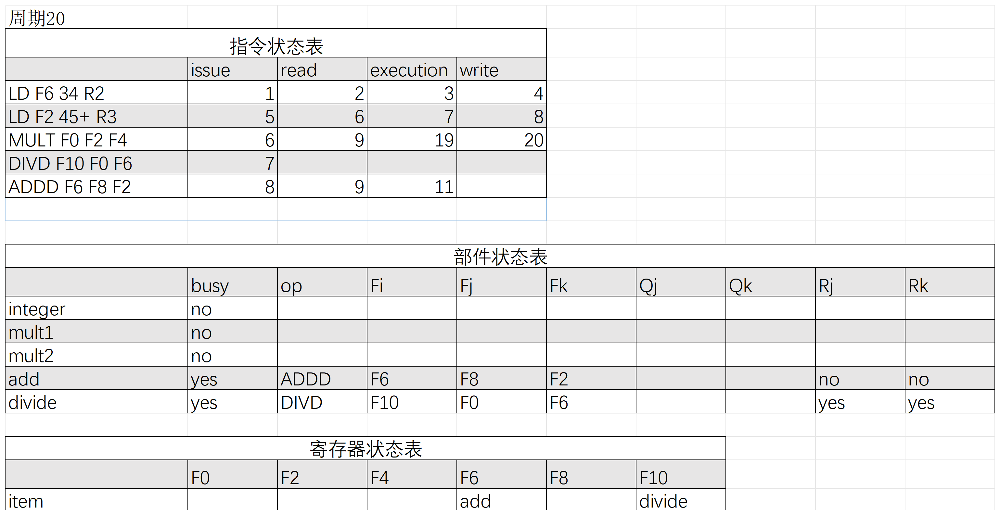 周期20
指令状态表
issue read execution write
LD F6 34 R2 1 2 3 4
LD F2 45+ R3 5 6 7 8
MULT F0 F2 F4 6 9 19 20
DIVD F10 F0 F6 7
ADDD F6 F8 F2 8 9 11
部件状态表
busy op Fi Fj Fk Qj Qk Rj Rk
integer no
mult1 no
mult2 no
add yes ADDD F6 F8 F2 no no
divide yes DIVD F10 F0 F6 yes yes
寄存器状态表
F0 F2 F4 F6 F8 F10
item add divide